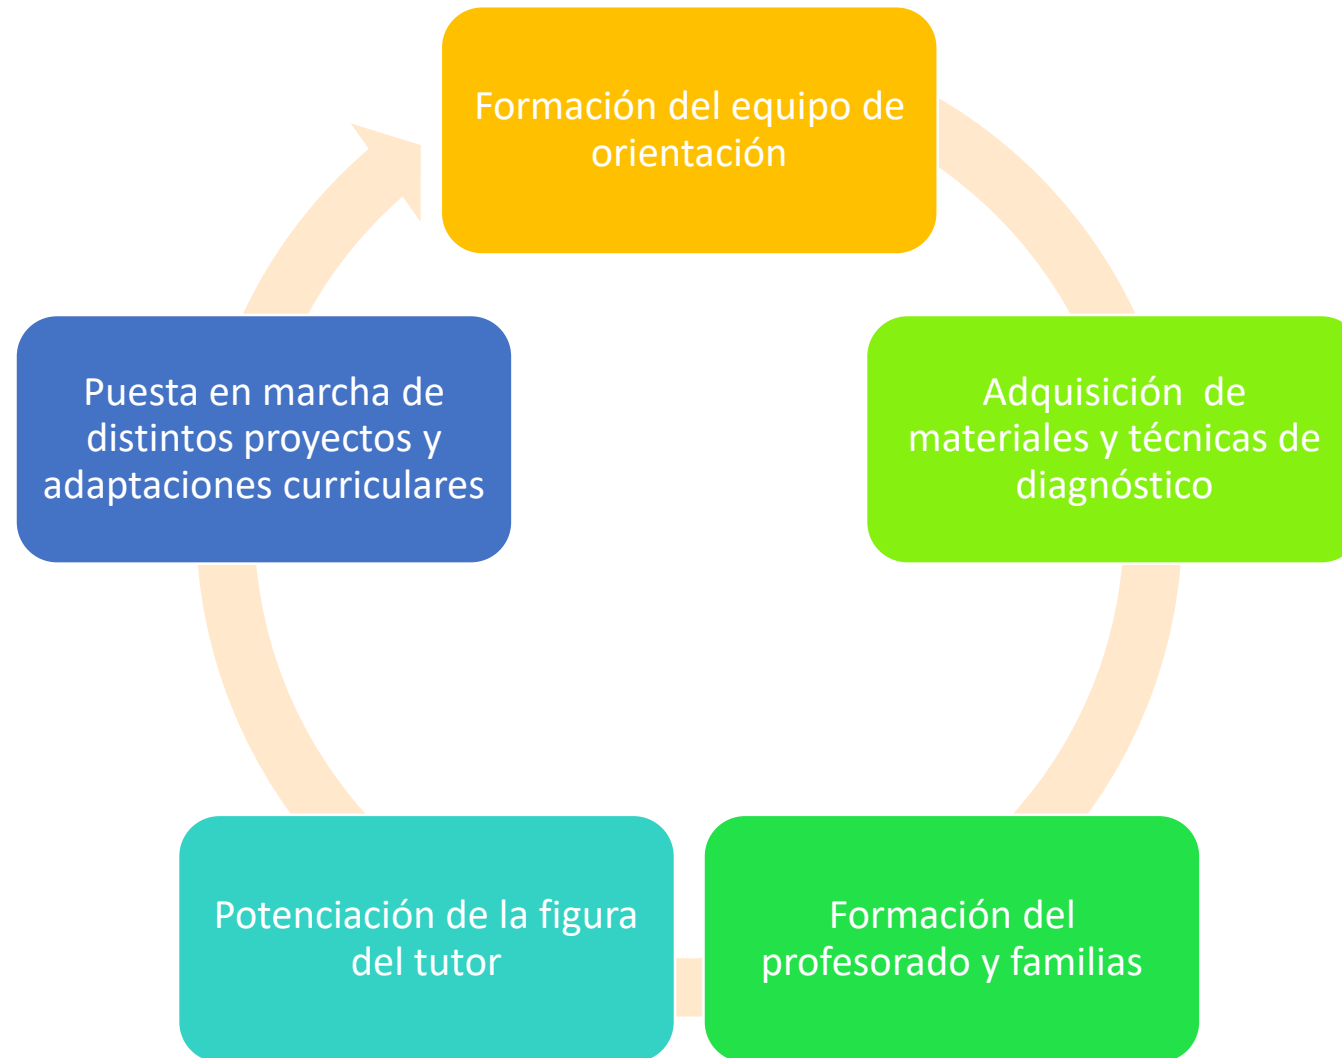 Formación del equipo de
orientación
Adquisición  de
materiales y técnicas de
diagnóstico
Formación del
profesorado y familias
Potenciación de la figura
del tutor
Puesta en marcha de
distintos proyectos y
adaptaciones curriculares